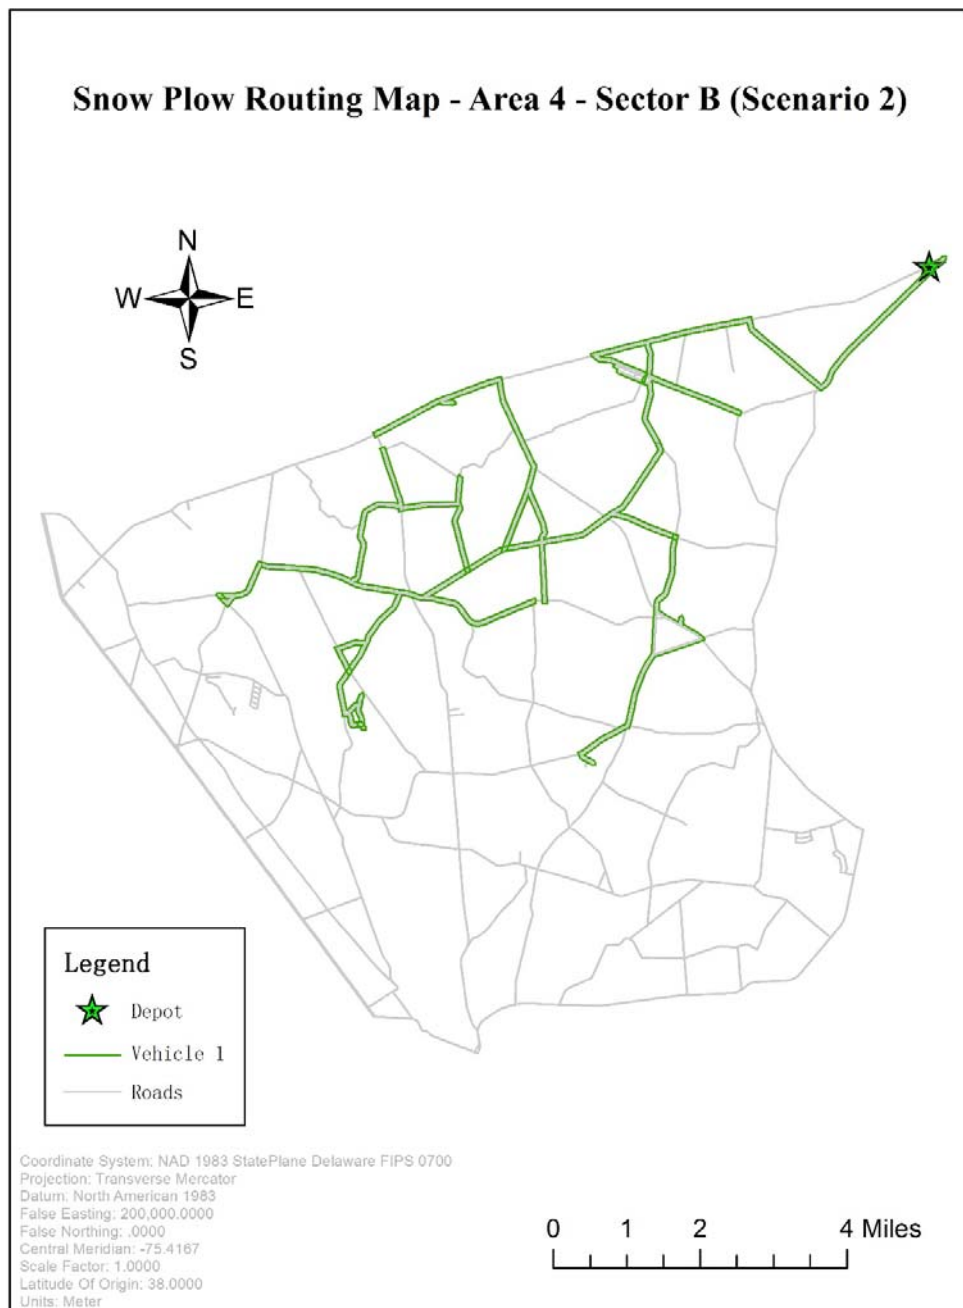 Snow Plow Routing Map - Area 4 - Sector B (Scenario 2)
N
W E
S
Legend
Depot
Vehicle 1
Roads
Coordinate System: NAD 1983 StatePlane Delaware FIPS 0700
Projection: Transverse Mercator
Datum: North American 1983
False Easting: 200,000.0000
False Northing: .0000
Central Meridian: -75.4167
Scale Factor: 1.0000
Latitude Of Origin: 38.0000
Units: Meter
0 1 2 4 Miles